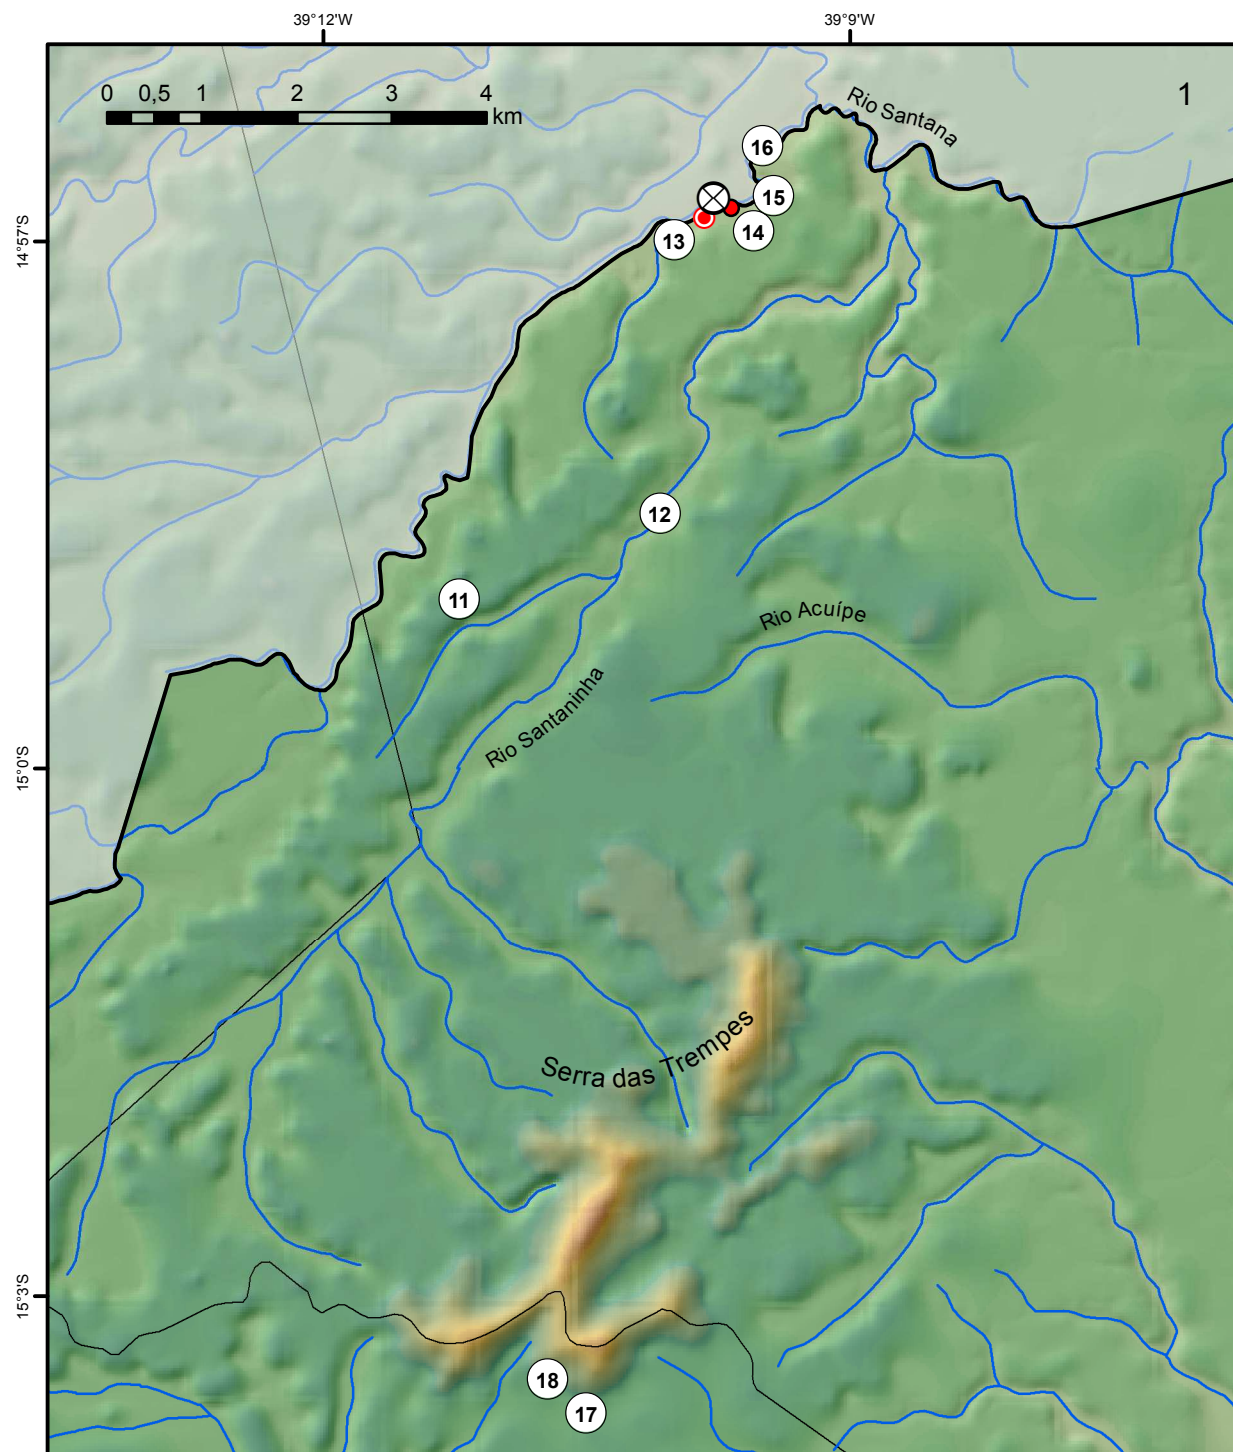 39°12'W
39°9'W
0 0,5 1 2 3 4
km
1
Rio Santana
16
15
14
13
14°57'S
12
11
Rio Acuípe
Rio Santaninha
15°0'S
Serra das Trempes
15°3'S
18
17